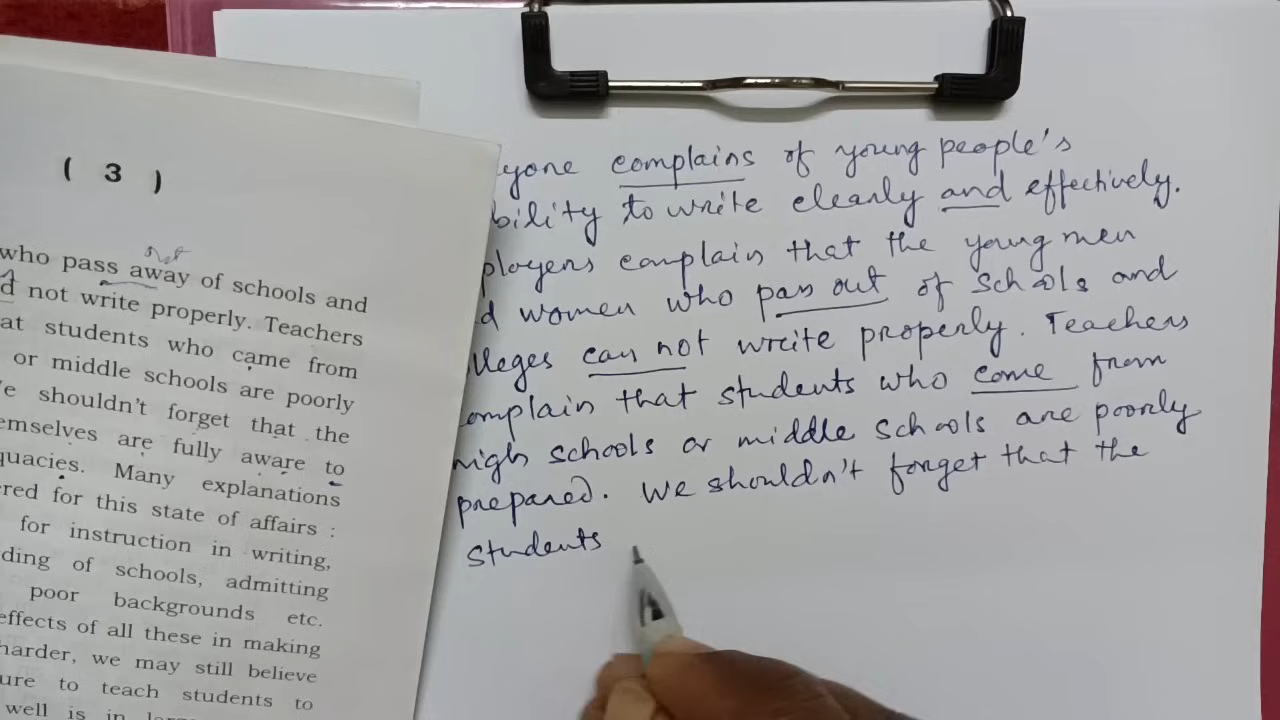 ( 3 )
not
who pass away of schools and
d not write properly. Teachers
at students who came from
or middle schools are poorly
e shouldn't forget that the
emselves are fully aware to
quacies. Many explanations
ered for this state of affairs :
for instruction in writing,
ding of schools, admitting
poor backgrounds etc.
effects of all these in making
harder, we may still believe
ure to teach students to
well is in
yone complains of young people's
bility to write clearly and effectively.
ployers complain that the young men
d women who pass out of schools and
lleges can not write properly. Teachers
complain that students who come from
high schools or middle schools are poorly
prepared. We shouldn't forget that the
students